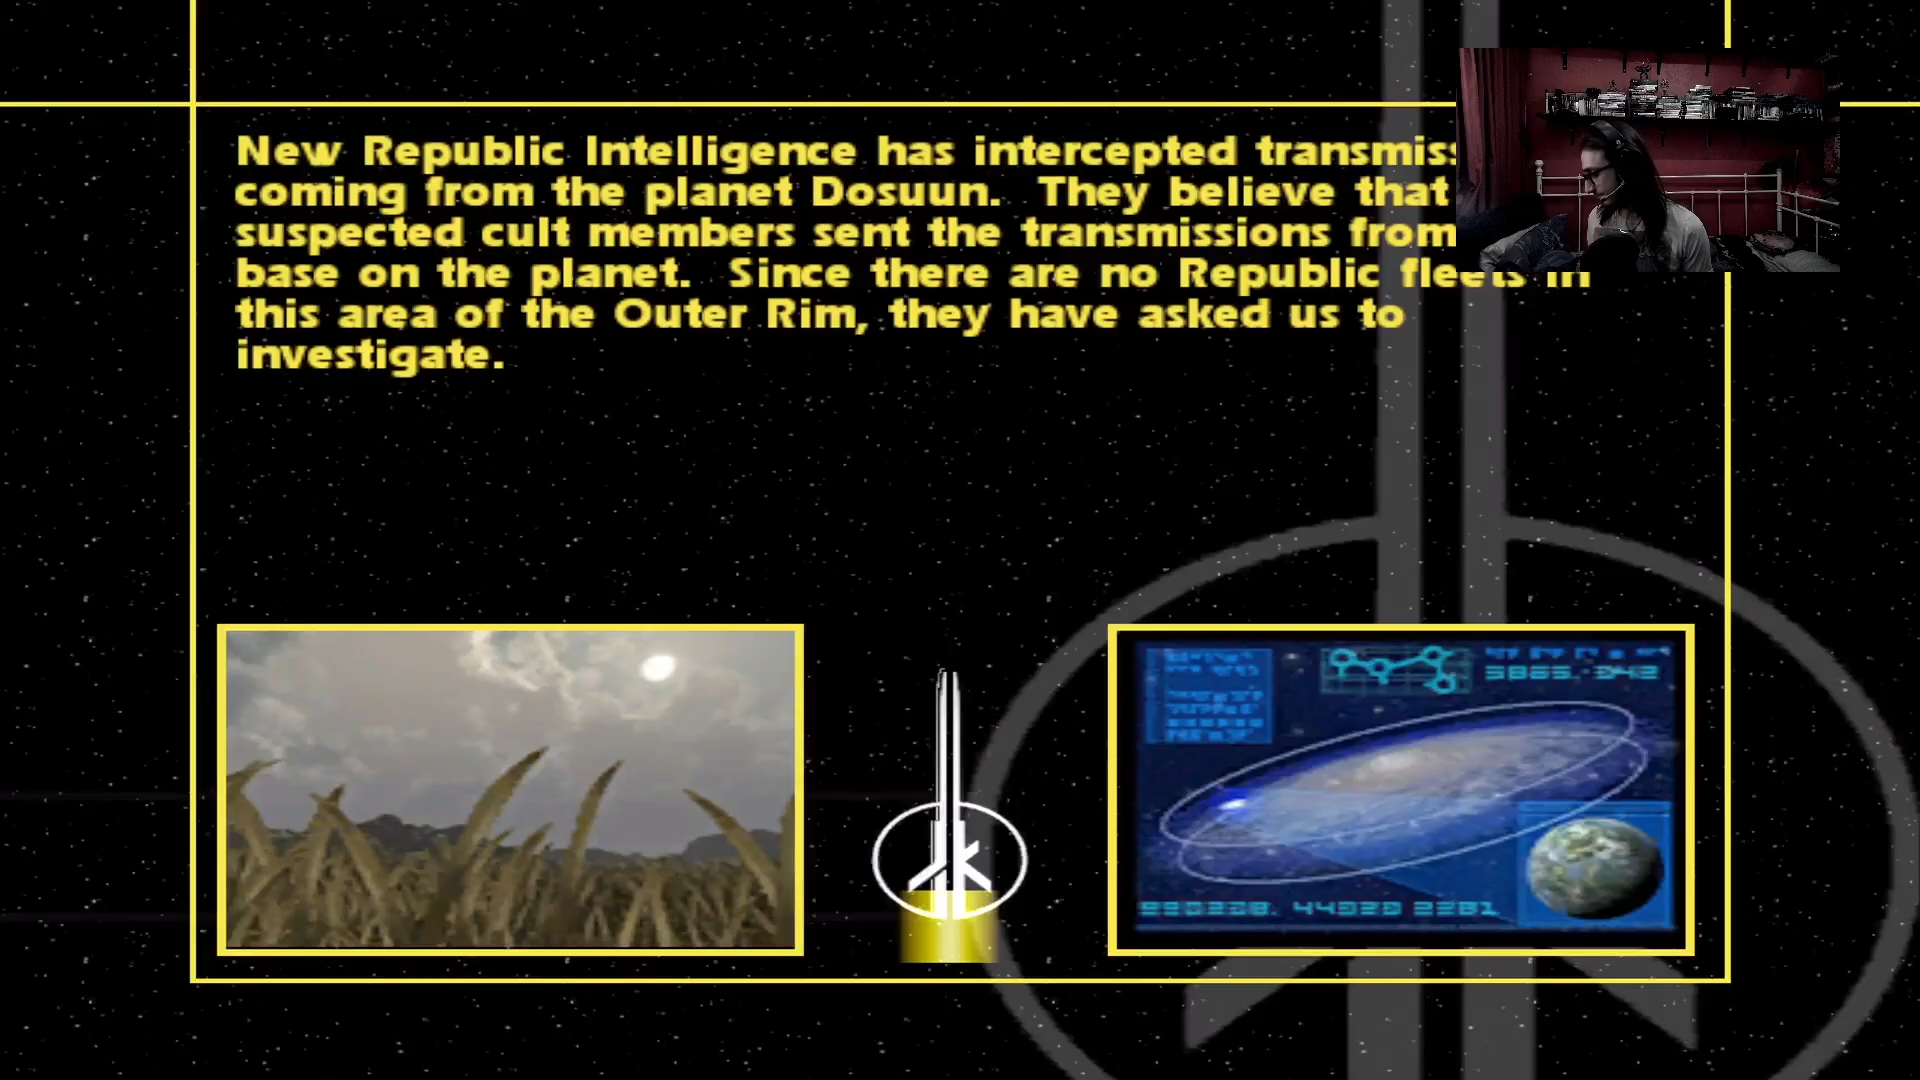 New Republic Intelligence has intercepted
coming from the planet Dosuun. They believe that
suspected cult members sent the transmissions from
base on the planet. Since there are no Republic fleets in
this area of the Outer Rim, they have asked us to
investigate.